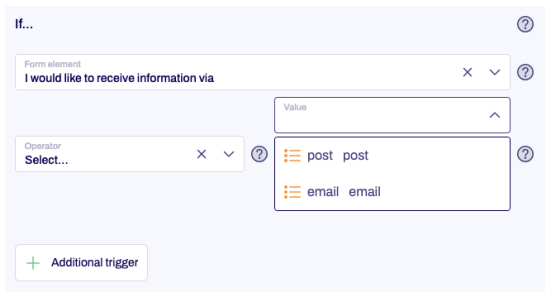 If...
?
Form element
I would like to receive information via
?
Value
Operator
Select...
?
?
post post
email email
Additional trigger